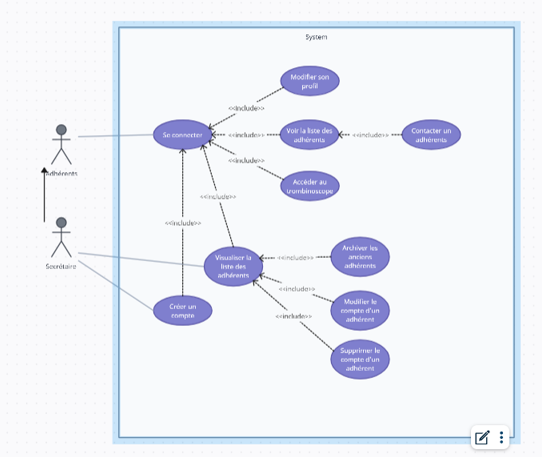 System
Modifier son
profil
<<include>>
Se connecter
<<include>>
Voir la liste des
adhérents
<<include>>
Contacter un
adhérents
<<include>>
Accéder au
trombinoscope
Adhérents
<<include>>
<<include>>
Secrétaire
Visualiser la
liste des
adhérents
<<include>>
Archiver les
anciens
adhérents
<<include>>
Modifier le
compte d'un
adhérent
<<include>>
Créer un
compte
Supprimer le
compte d'un
adhérent